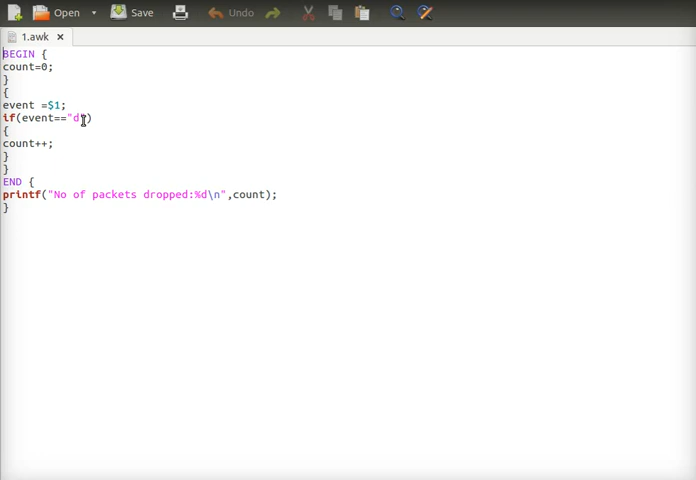 Open Save Undo
1.awk
BEGIN {
count=0;
}
{
event =$1;
if(event=="d")
{
count++;
}
}
END {
printf("No of packets dropped:%d\n",count);
}